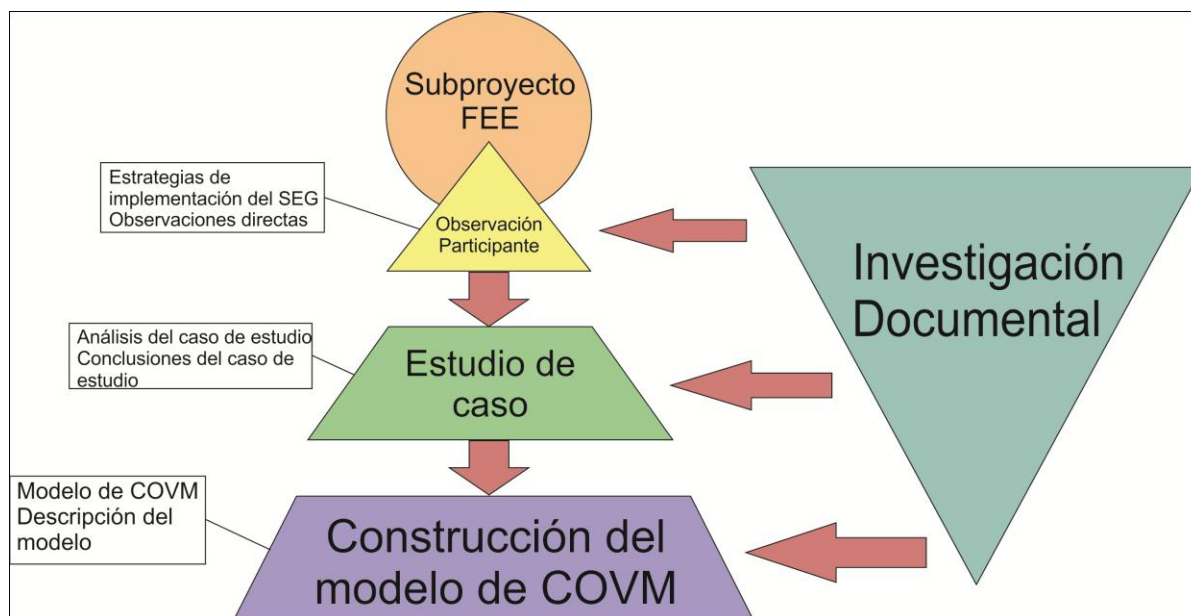 Subproyecto
FEE
Estrategias de
implementación del SEG
Observaciones directas
Observación
Participante
Investigación
Documental
Análisis del caso de estudio
Conclusiones del caso de
estudio
Estudio de
caso
Modelo de COVM
Descripción del
modelo
Construcción del
modelo de COVM